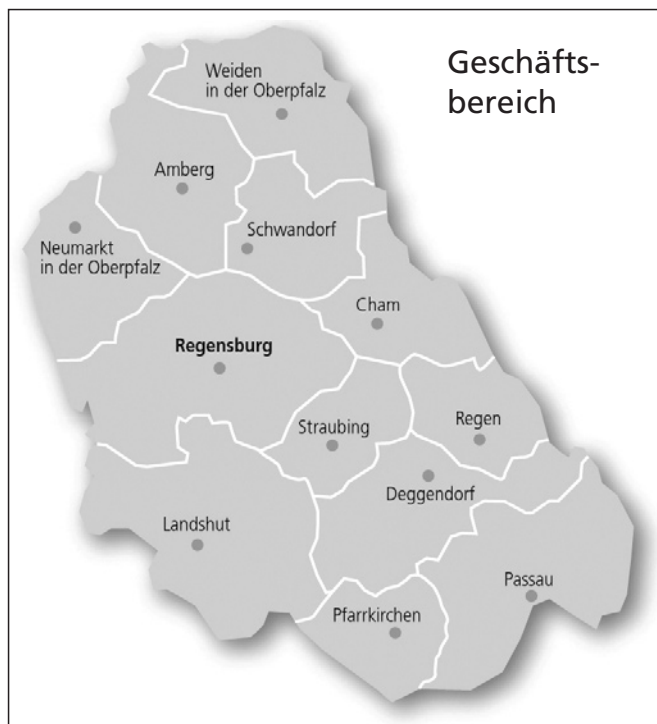 Geschäfts-
bereich
Weiden
in der Oberpfalz
Amberg
Schwandorf
Neumarkt
in der Oberpfalz
Cham
Regensburg
Straubing
Regen
Deggendorf
Landshut
Passau
Pfarrkirchen